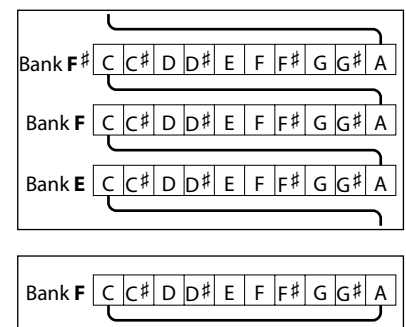 Bank F♯ C C♯ D D♯ E F F♯ G G♯ A
Bank F C C♯ D D♯ E F F♯ G G♯ A
Bank E C C♯ D D♯ E F F♯ G G♯ A
Bank F C C♯ D D♯ E F F♯ G G♯ A